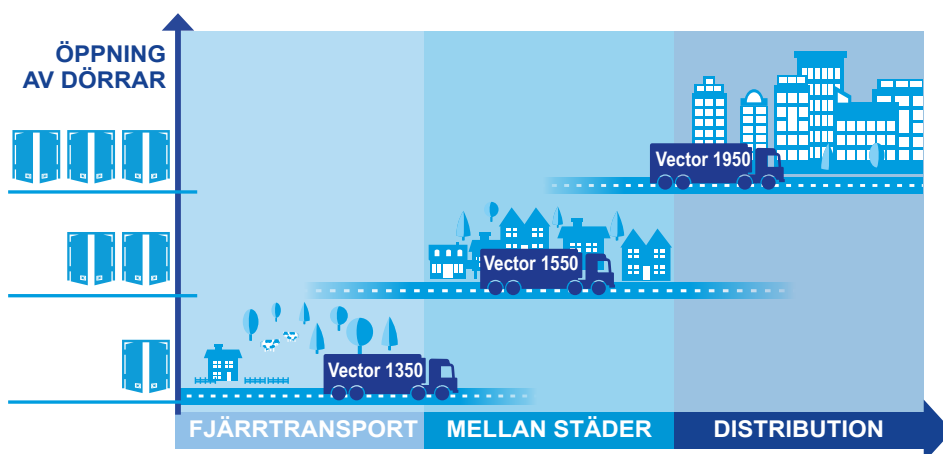 ÖPPNING
AV DÖRRAR
Vector 1950
Vector 1550
Vector 1350
FJÄRRTRANSPORT
MELLAN STÄDER
DISTRIBUTION